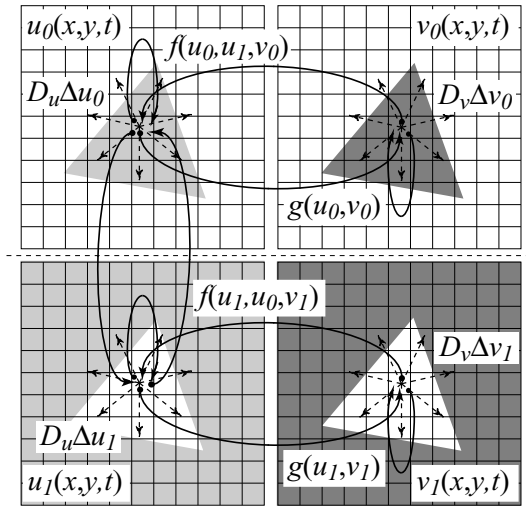 u₀(x,y,t)
f(u₀,u₁,v₀)
v₀(x,y,t)
DᵤΔu₀
DᵥΔv₀
g(u₀,v₀)
f(u₁,u₀,v₁)
DᵥΔv₁
DᵤΔu₁
g(u₁,v₁)
u₁(x,y,t)
v₁(x,y,t)